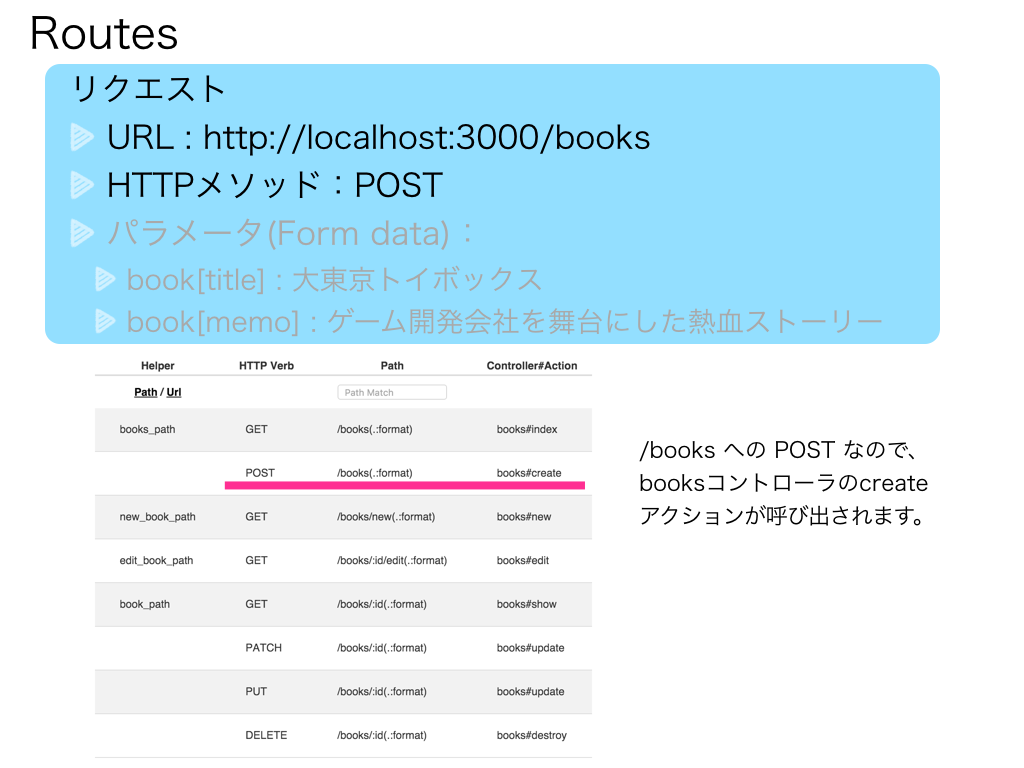 Routes
リクエスト
URL : http://localhost:3000/books
HTTPメソッド：POST
パラメータ(Form data)：
book[title] : 大東京トイボックス
book[memo] : ゲーム開発会社を舞台にした熱血ストーリー
Helper HTTP Verb Path Controller#Action
Path / Url Path Match
books_path GET /books(.:format) books#index
POST /books(.:format) books#create
new_book_path GET /books/new(.:format) books#new
edit_book_path GET /books/:id/edit(.:format) books#edit
book_path GET /books/:id(.:format) books#show
PATCH /books/:id(.:format) books#update
PUT /books/:id(.:format) books#update
DELETE /books/:id(.:format) books#destroy
/books への POST なので、
booksコントローラのcreate
アクションが呼び出されます。